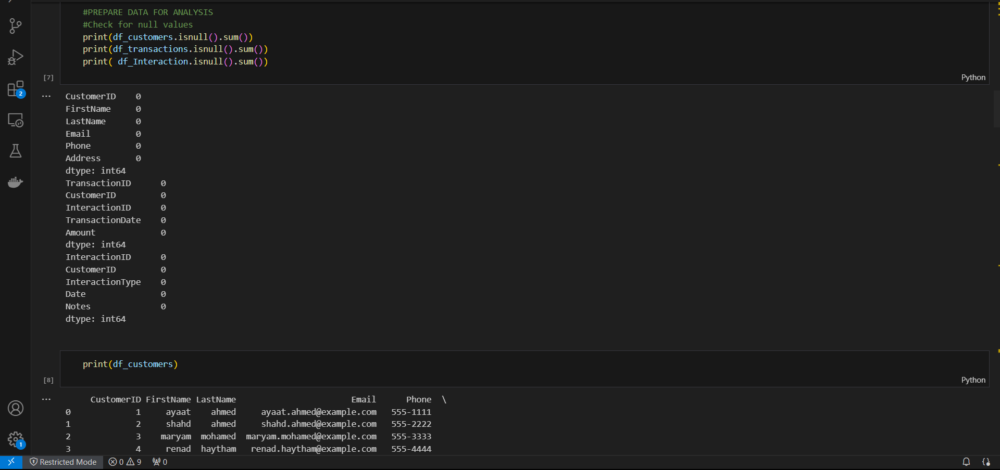 #PREPARE DATA FOR ANALYSIS
#Check for null values
print(df_customers.isnull().sum())
print(df_transactions.isnull().sum())
print( df_Interaction.isnull().sum())
[7]
Python
CustomerID 0
FirstName 0
LastName 0
Email 0
Phone 0
Address 0
dtype: int64
TransactionID 0
CustomerID 0
InteractionID 0
TransactionDate 0
Amount 0
dtype: int64
InteractionID 0
CustomerID 0
InteractionType 0
Date 0
Notes 0
dtype: int64
print(df_customers)
[8]
Python
CustomerID FirstName LastName Email Phone \
0 1 ayaat ahmed ayaat.ahmed@example.com 555-1111
1 2 shahd ahmed shahd.ahmed@example.com 555-2222
2 3 maryam mohamed maryam.mohamed@example.com 555-3333
3 4 renad haytham renad.haytham@example.com 555-4444
2
1
Restricted Mode 0 9 0